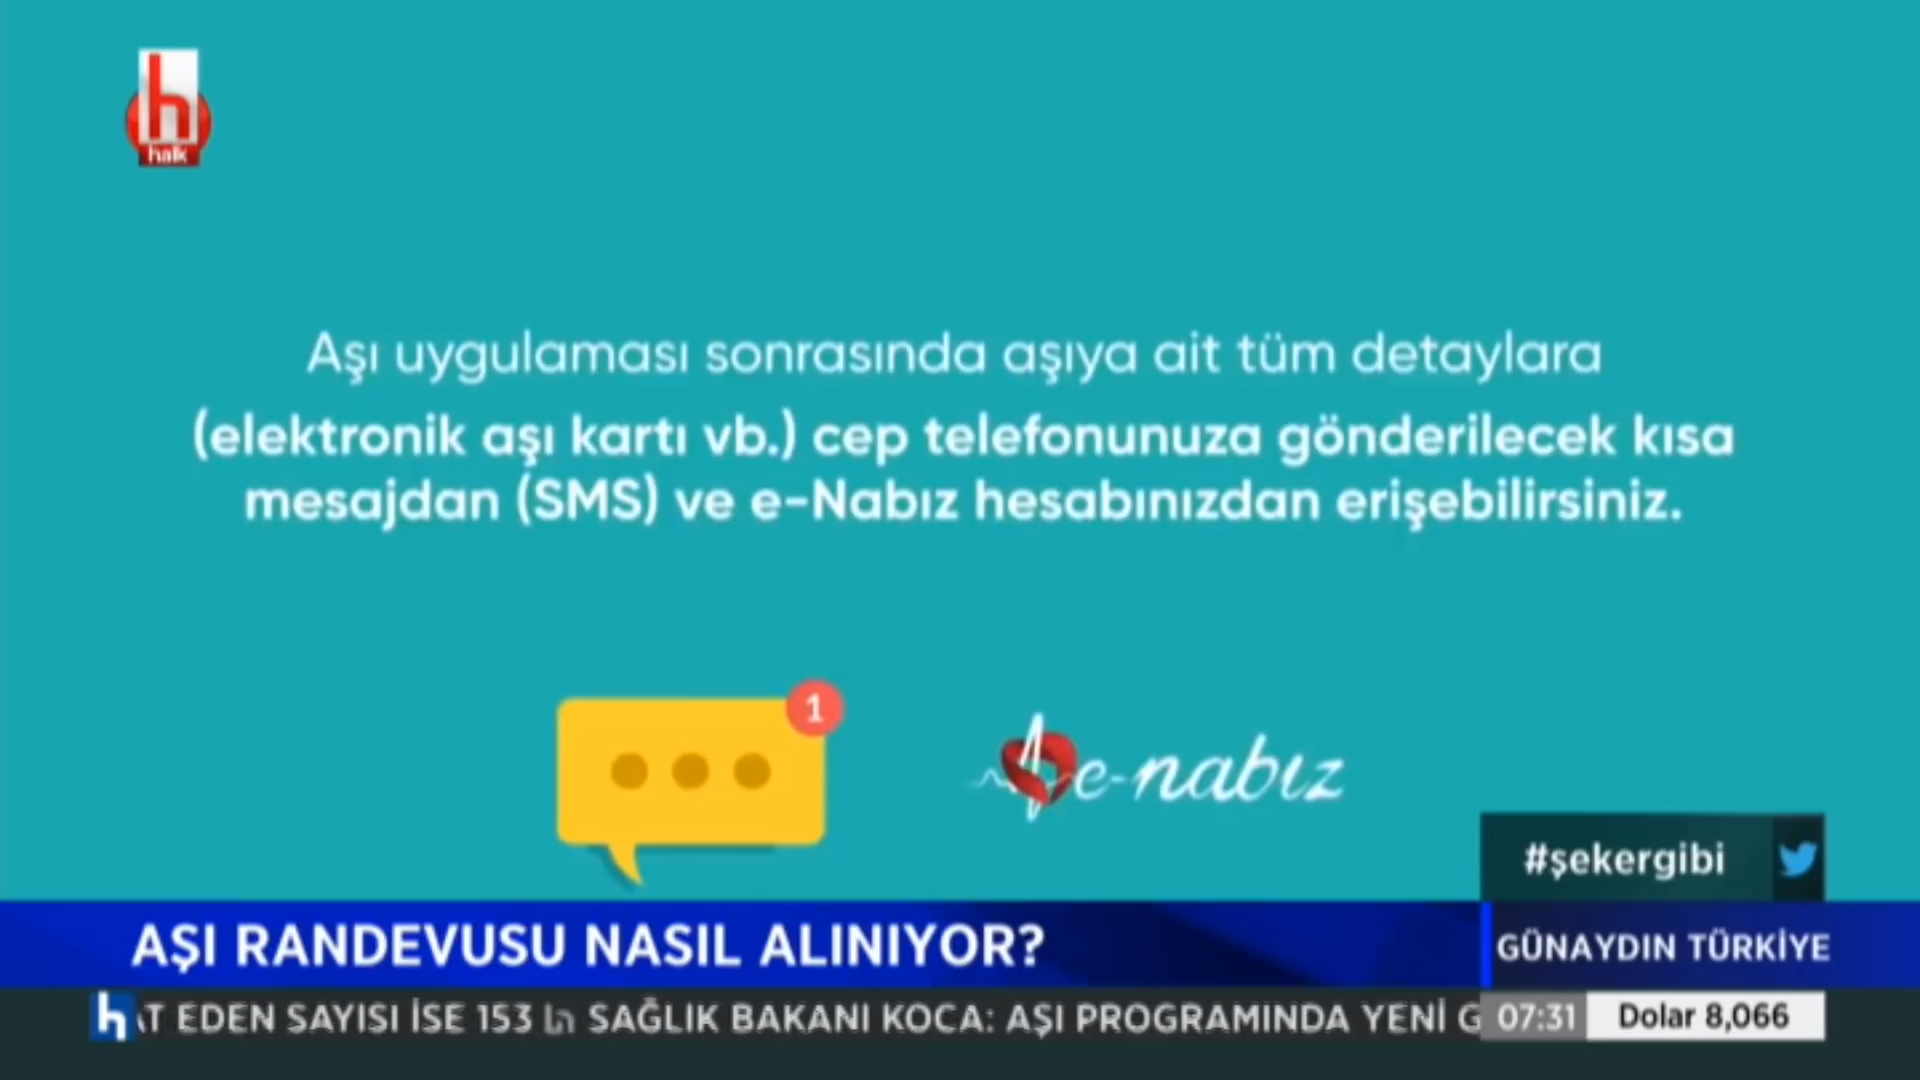 h
halk
Aşı uygulaması sonrasında aşıya ait tüm detaylara
(elektronik aşı kartı vb.) cep telefonunuza gönderilecek kısa
mesajdan (SMS) ve e-Nabız hesabınızdan erişebilirsiniz.
1
e-nabız
#şekergibi
AŞI RANDEVUSU NASIL ALINIYOR?
GÜNAYDIN TÜRKİYE
h EDEN SAYISI İSE 153 h SAĞLIK BAKANI KOCA: AŞI PROGRAMINDA YENİ G
07:31
Dolar 8,066